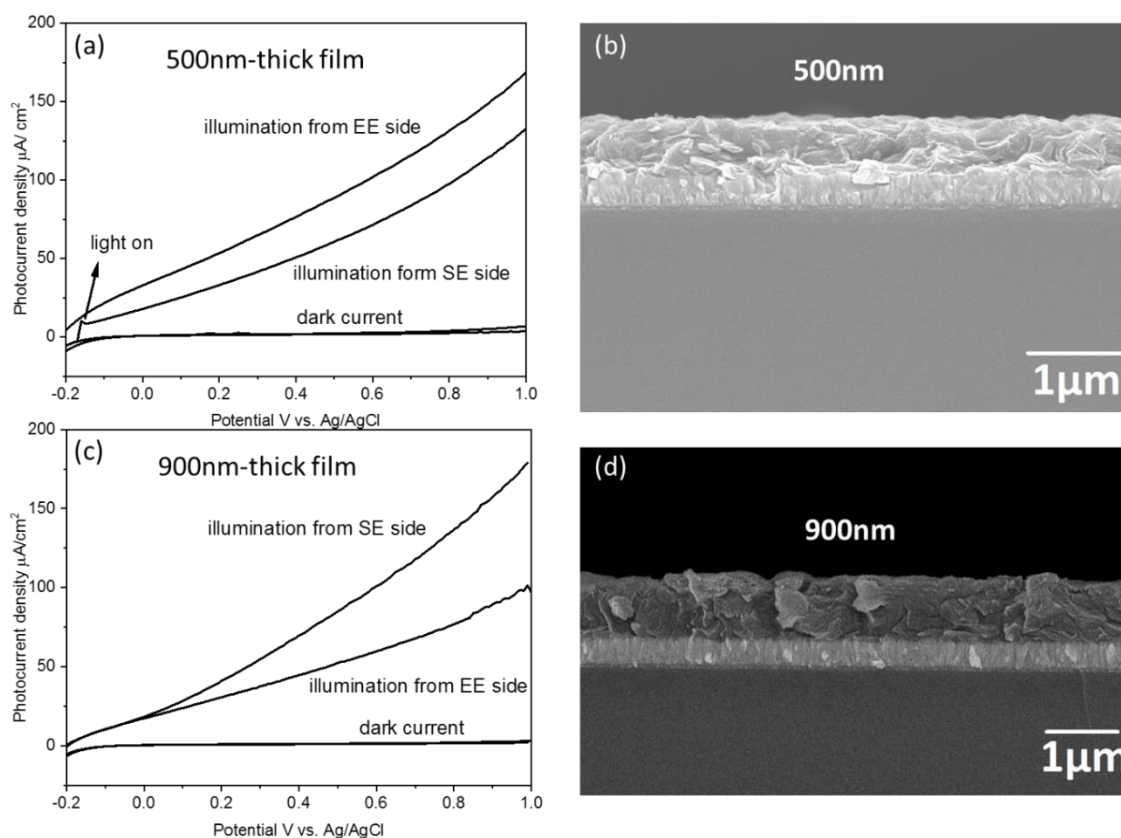 (a)
500nm-thick film
illumination from EE side
light on
illumination form SE side
dark current
200
150
100
50
0
-0.2 0.0 0.2 0.4 0.6 0.8 1.0
Photocurrent density μA/ cm²
Potential V vs. Ag/AgCl
(b)
500nm
1μm
(c)
900nm-thick film
illumination from SE side
illumination from EE side
dark current
200
150
100
50
0
-0.2 0.0 0.2 0.4 0.6 0.8 1.0
Photocurrent density μA/cm²
Potential V vs. Ag/AgCl
(d)
900nm
1μm